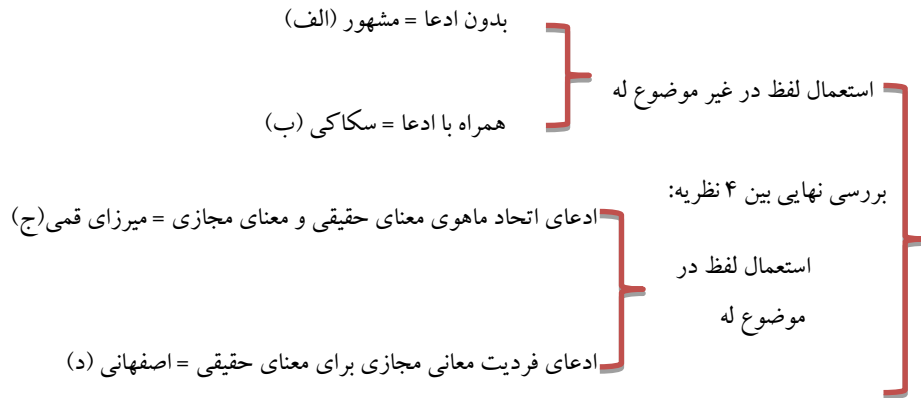 بدون ادعا = مشهور (الف)
استعمال لفظ در غیر موضوع له
همراه با ادعا = سکاکی (ب)
بررسی نهایی بین ۴ نظریه:
ادعای اتحاد ماهوی معنای حقیقی و معنای مجازی = میرزای قمی(ج)
استعمال لفظ در
موضوع له
ادعای فردیت معانی مجازی برای معنای حقیقی = اصفهانی (د)